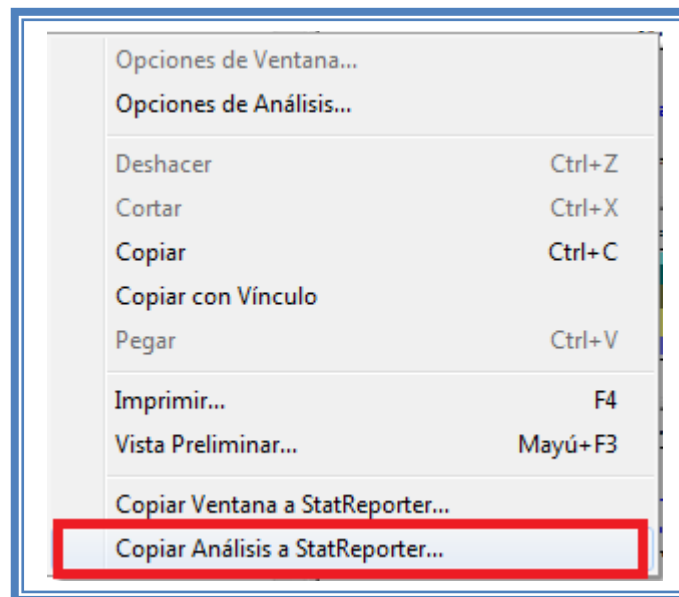 Opciones de Ventana...
Opciones de Análisis...
Deshacer Ctrl+Z
Cortar Ctrl+X
Copiar Ctrl+C
Copiar con Vínculo
Pegar Ctrl+V
Imprimir... F4
Vista Preliminar... Mayú+F3
Copiar Ventana a StatReporter...
Copiar Análisis a StatReporter...